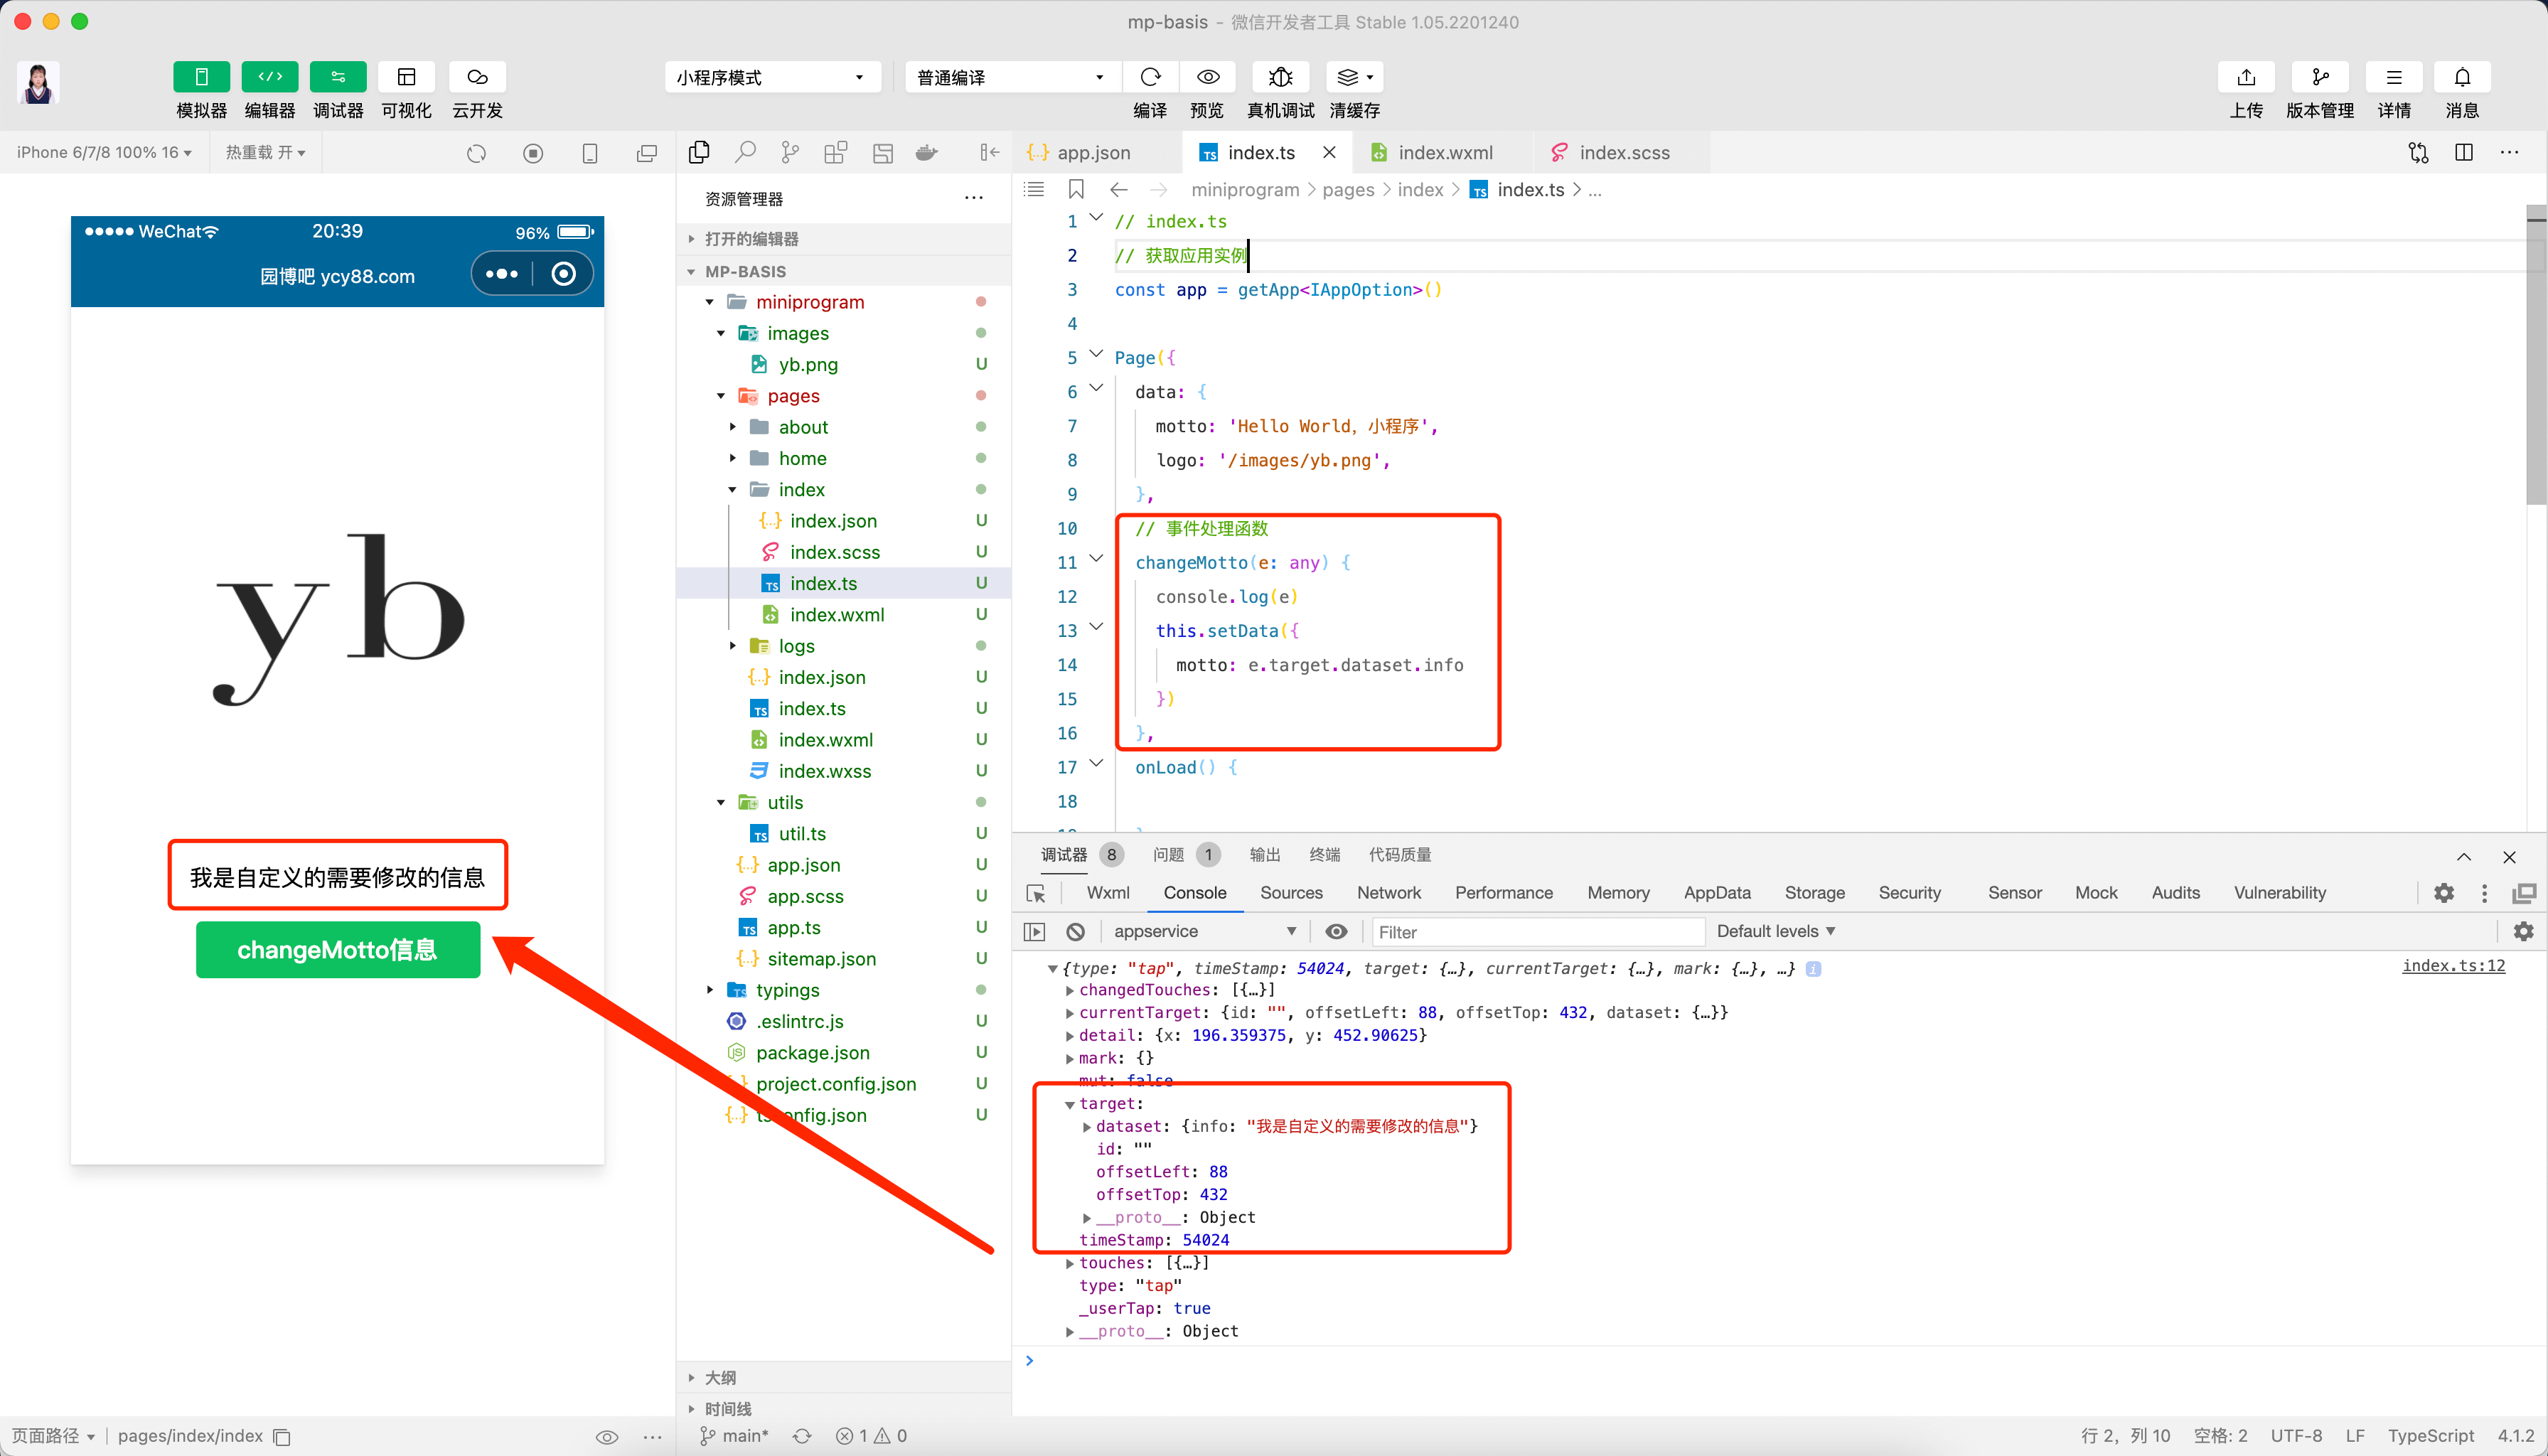 mp-basis - 微信开发者工具 Stable 1.05.2201240
模拟器 编辑器 调试器 可视化 云开发
小程序模式 普通编译
编译 预览 真机调试 清缓存
上传 版本管理 详情 消息
iPhone 6/7/8 100% 16 热重载 开
WeChat 20:39 96%
园博吧 ycy88.com
yb
我是自定义的需要修改的信息
changeMotto信息
页面路径 pages/index/index
资源管理器
打开的编辑器
MP-BASIS
miniprogram
images
yb.png U
pages
about
home
index
{..} index.json U
index.scss U
TS index.ts U
index.wxml U
logs
{..} index.json U
TS index.ts U
index.wxml U
index.wxss U
utils
TS util.ts U
{..} app.json U
app.scss U
TS app.ts U
{..} sitemap.json U
typings
.eslintrc.js U
package.json U
project.config.json U
{..} onfig.json U
大纲
时间线
main* 1 0
{..} app.json TS index.ts index.wxml index.scss
miniprogram > pages > index > TS index.ts > ...
1 // index.ts
2 // 获取应用实例
3 const app = getApp<IAppOption>()
4
5 Page({
6 data: {
7 motto: 'Hello World，小程序',
8 logo: '/images/yb.png',
9 },
10 // 事件处理函数
11 changeMotto(e: any) {
12 console.log(e)
13 this.setData({
14 motto: e.target.dataset.info
15 })
16 },
17 onLoad() {
18
调试器 8 问题 1 输出 终端 代码质量
Wxml Console Sources Network Performance Memory AppData Storage Security Sensor Mock Audits Vulnerability
appservice Filter Default levels
{type: "tap", timeStamp: 54024, target: {…}, currentTarget: {…}, mark: {…}, …} i index.ts:12
changedTouches: [{…}]
currentTarget: {id: "", offsetLeft: 88, offsetTop: 432, dataset: {…}}
detail: {x: 196.359375, y: 452.90625}
mark: {}
mut: false
target:
dataset: {info: "我是自定义的需要修改的信息"}
id: ""
offsetLeft: 88
offsetTop: 432
__proto__: Object
timeStamp: 54024
touches: [{…}]
type: "tap"
_userTap: true
__proto__: Object
行 2，列 10 空格: 2 UTF-8 LF TypeScript 4.1.2